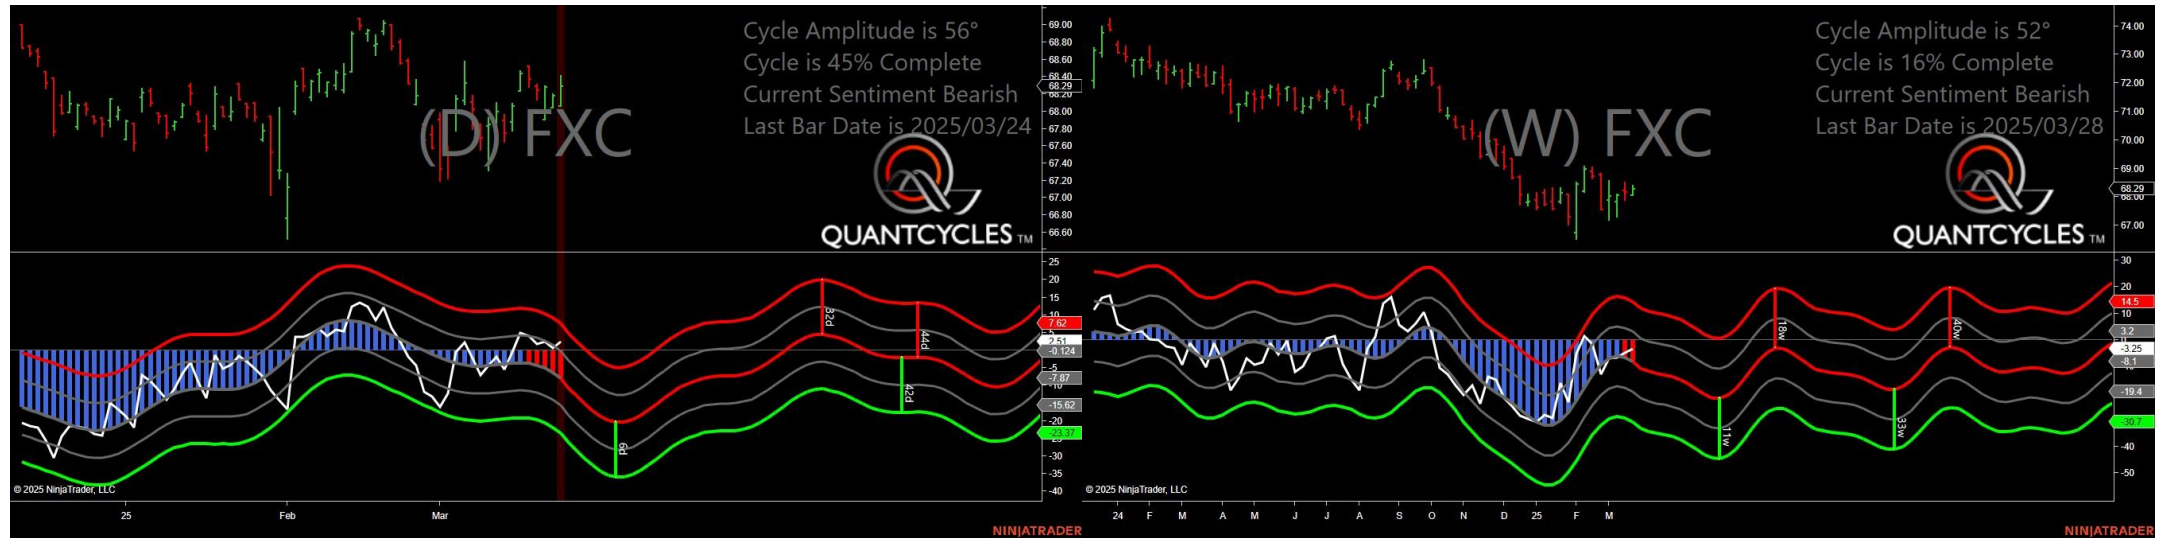 Cycle Amplitude is 56°
Cycle is 45% Complete
Current Sentiment Bearish
Last Bar Date is 2025/03/24
(D) FXC
QUANTCYCLES TM
69.00
68.80
68.60
68.40
68.29
68.20
68.00
67.80
67.60
67.40
67.20
67.00
66.80
66.60
25
20
15
10
7.62
2.51
-0.124
-7.87
-15.62
-20
-23.37
-30
-35
-40
32d
44d
42d
6d
© 2025 NinjaTrader, LLC
25 Feb Mar
NINJATRADER
Cycle Amplitude is 52°
Cycle is 16% Complete
Current Sentiment Bearish
Last Bar Date is 2025/03/28
(W) FXC
QUANTCYCLES TM
74.00
73.00
72.00
71.00
70.00
69.00
68.29
68.00
67.00
30
20
14.5
10
3.2
-3.25
-8.1
-19.4
-30.7
-40
-50
18w
40w
11w
33w
© 2025 NinjaTrader, LLC
24 F M A M J J A S O N D 25 F M
NINJATRADER